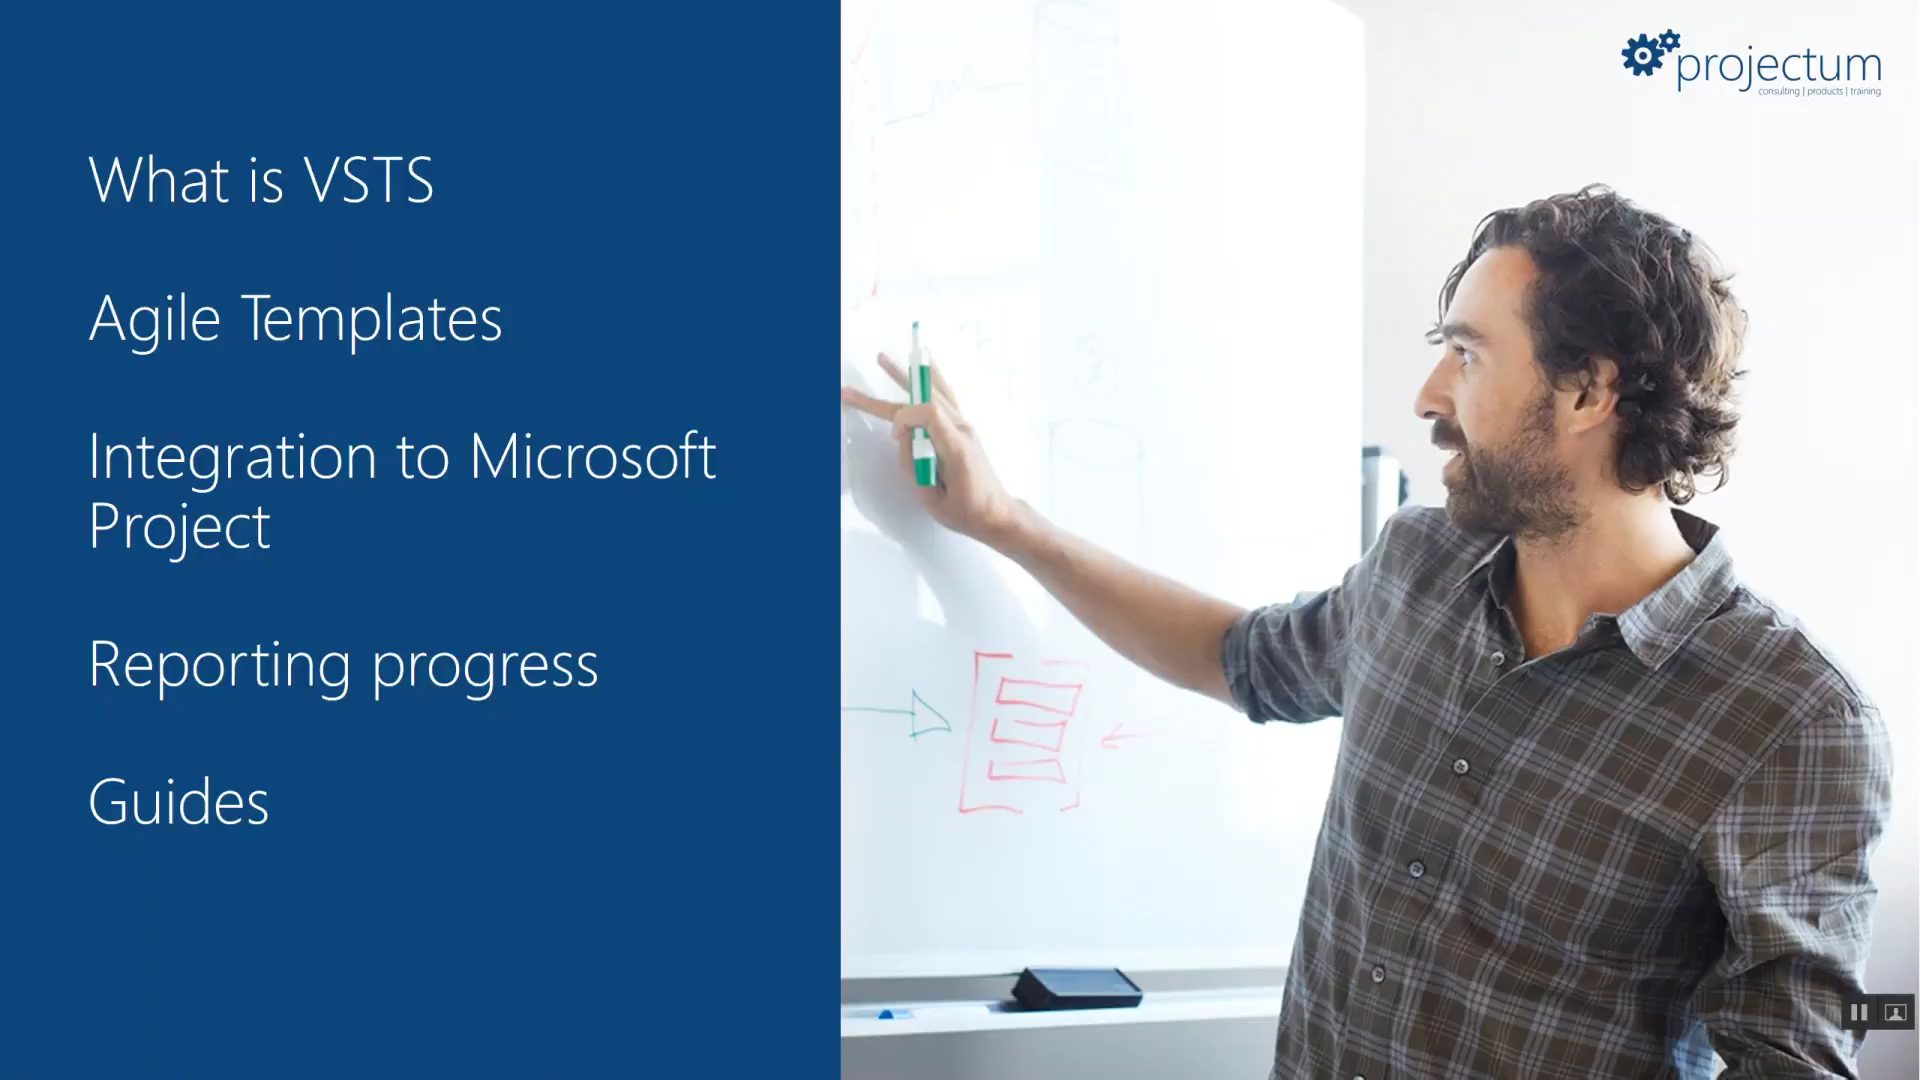 What is VSTS
Agile Templates
Integration to Microsoft
Project
Reporting progress
Guides
projectum
consulting | products | training